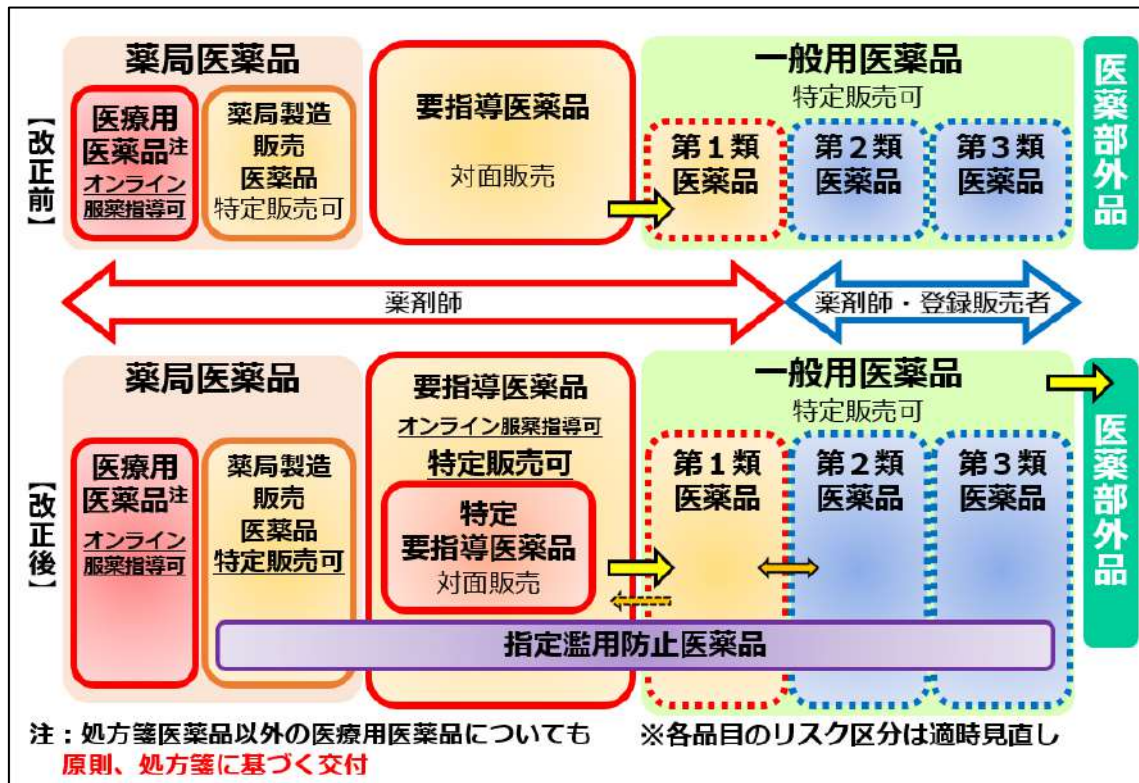 【改正前】
薬局医薬品
医療用
医薬品注
オンライン
服薬指導可
薬局製造
販売
医薬品
特定販売可
要指導医薬品
対面販売
一般用医薬品
特定販売可
第1類
医薬品
第2類
医薬品
第3類
医薬品
医薬部外品
薬剤師
薬剤師・登録販売者
【改正後】
薬局医薬品
医療用
医薬品注
オンライン
服薬指導可
薬局製造
販売
医薬品
特定販売可
要指導医薬品
オンライン服薬指導可
特定販売可
特定
要指導医薬品
対面販売
一般用医薬品
特定販売可
第1類
医薬品
第2類
医薬品
第3類
医薬品
医薬部外品
指定濫用防止医薬品
注：処方箋医薬品以外の医療用医薬品についても
原則、処方箋に基づく交付
※各品目のリスク区分は適時見直し